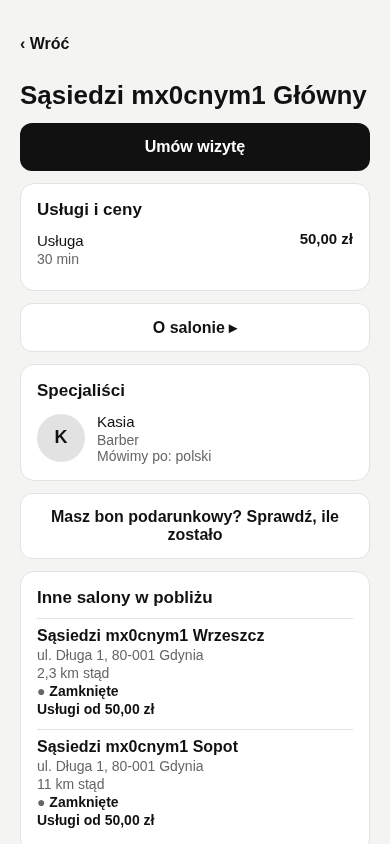 ‹ Wróć
Sąsiedzi mx0cnym1 Główny
Umów wizytę
Usługi i ceny
Usługa 50,00 zł
30 min
O salonie ▸
Specjaliści
K
Kasia
Barber
Mówimy po: polski
Masz bon podarunkowy? Sprawdź, ile
zostało
Inne salony w pobliżu
Sąsiedzi mx0cnym1 Wrzeszcz
ul. Długa 1, 80-001 Gdynia
2,3 km stąd
● Zamknięte
Usługi od 50,00 zł
Sąsiedzi mx0cnym1 Sopot
ul. Długa 1, 80-001 Gdynia
11 km stąd
● Zamknięte
Usługi od 50,00 zł